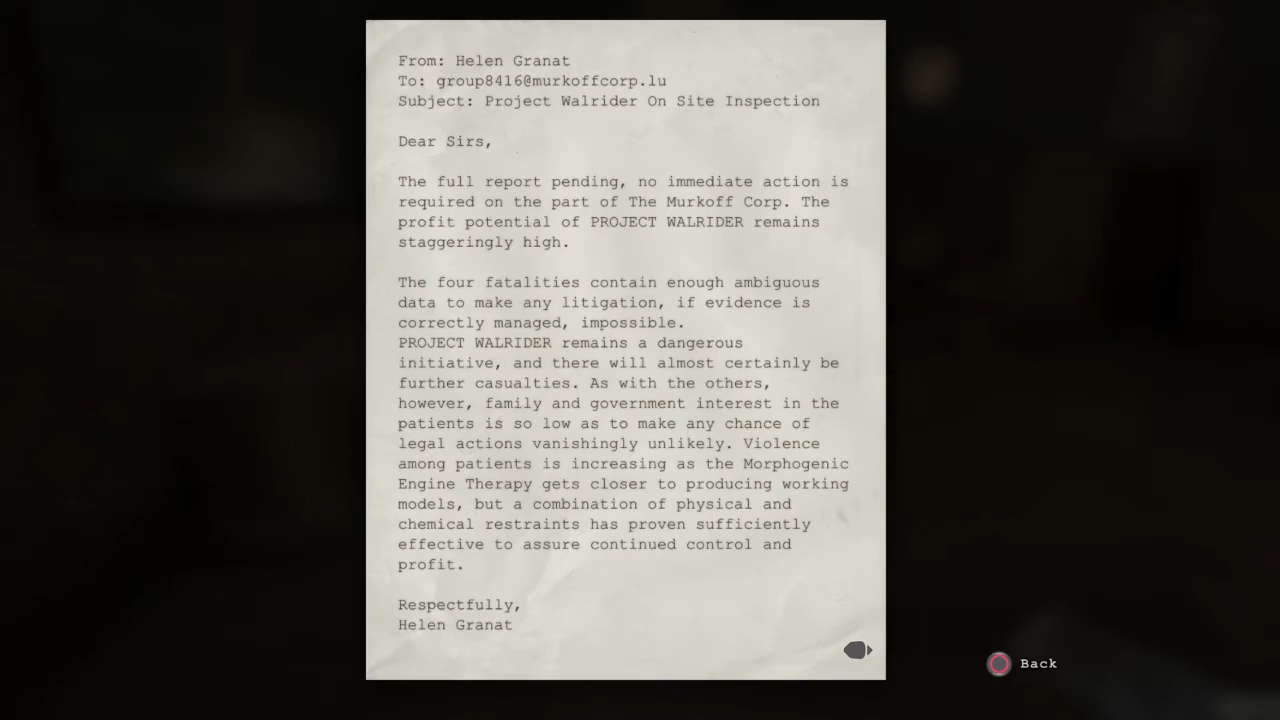 From: Helen Granat
To: group8416@murkoffcorp.lu
Subject: Project Walrider On Site Inspection
Dear Sirs,
The full report pending, no immediate action is
required on the part of The Murkoff Corp. The
profit potential of PROJECT WALRIDER remains
staggeringly high.
The four fatalities contain enough ambiguous
data to make any litigation, if evidence is
correctly managed, impossible.
PROJECT WALRIDER remains a dangerous
initiative, and there will almost certainly be
further casualties. As with the others,
however, family and government interest in the
patients is so low as to make any chance of
legal actions vanishingly unlikely. Violence
among patients is increasing as the Morphogenic
Engine Therapy gets closer to producing working
models, but a combination of physical and
chemical restraints has proven sufficiently
effective to assure continued control and
profit.
Respectfully,
Helen Granat
Back